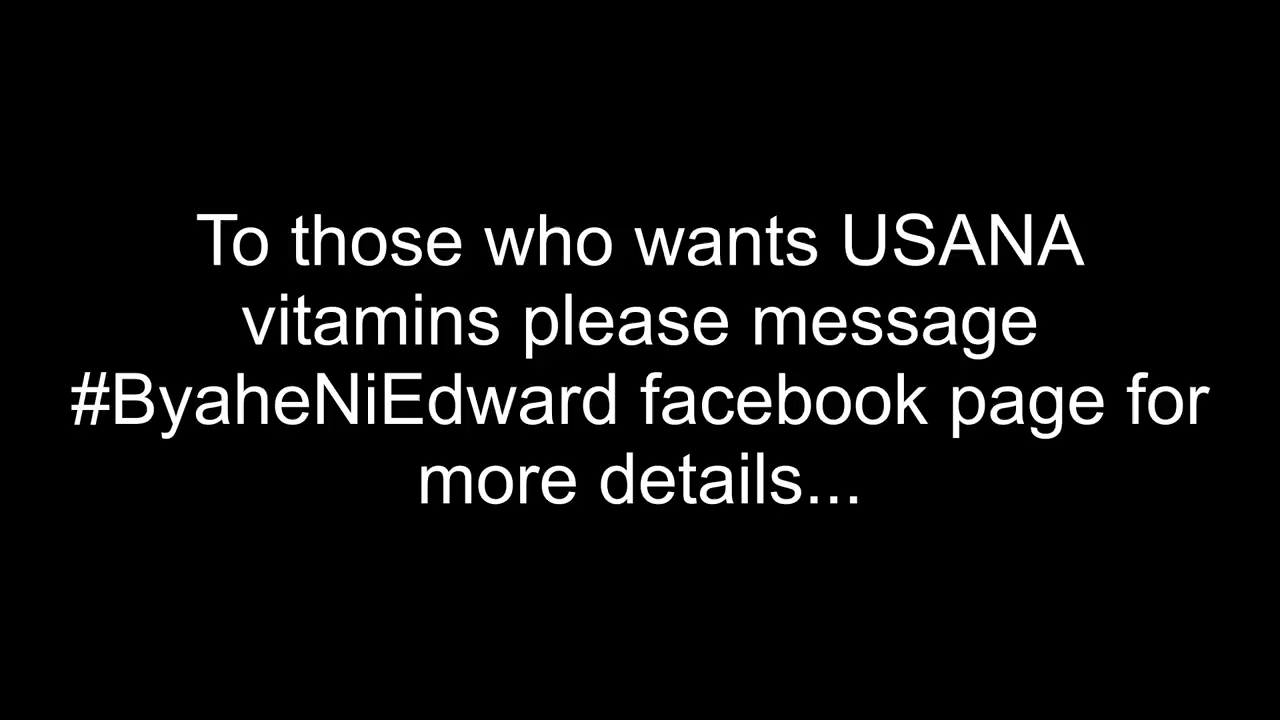 To those who wants USANA
vitamins please message
#ByaheNiEdward facebook page for
more details...